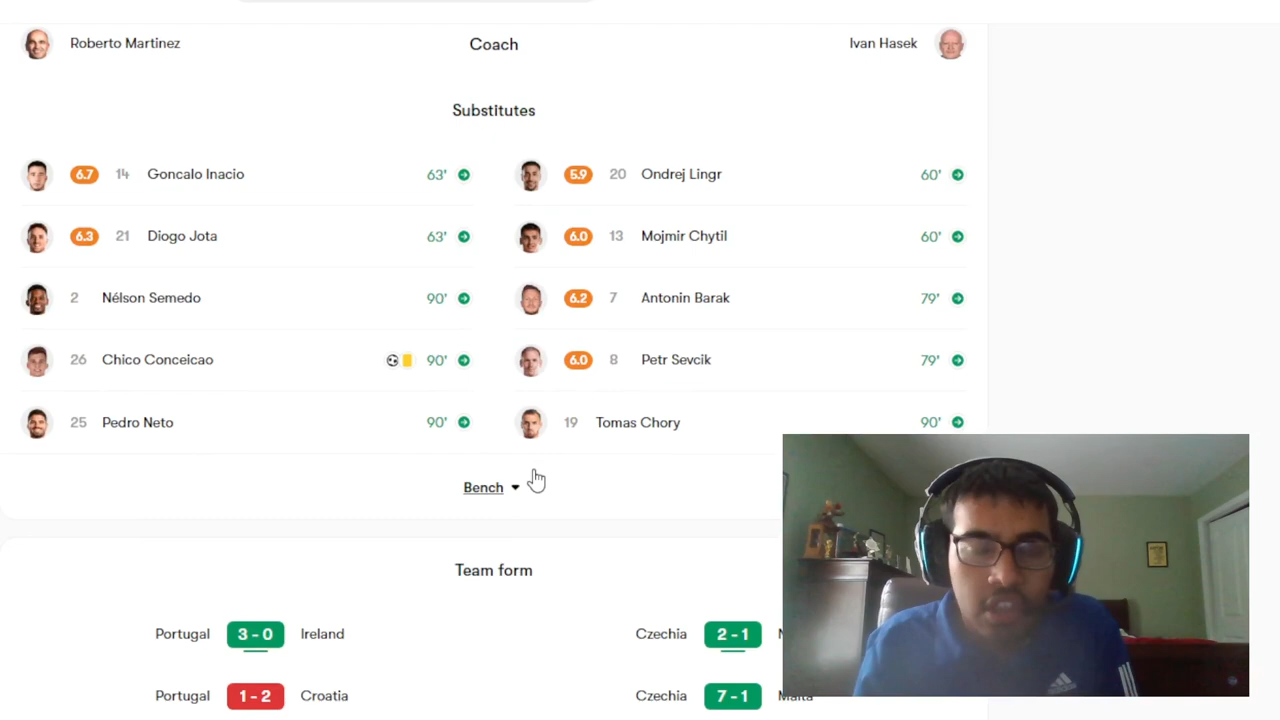 Roberto Martinez Coach Ivan Hasek
Substitutes
6.7 14 Goncalo Inacio 63' 5.9 20 Ondrej Lingr 60'
6.3 21 Diogo Jota 63' 6.0 13 Mojmir Chytil 60'
2 Nélson Semedo 90' 6.2 7 Antonin Barak 79'
26 Chico Conceicao 90' 6.0 8 Petr Sevcik 79'
25 Pedro Neto 90' 19 Tomas Chory 90'
Bench
Team form
Portugal 3 - 0 Ireland Czechia 2 - 1
Portugal 1 - 2 Croatia Czechia 7 - 1 Malta